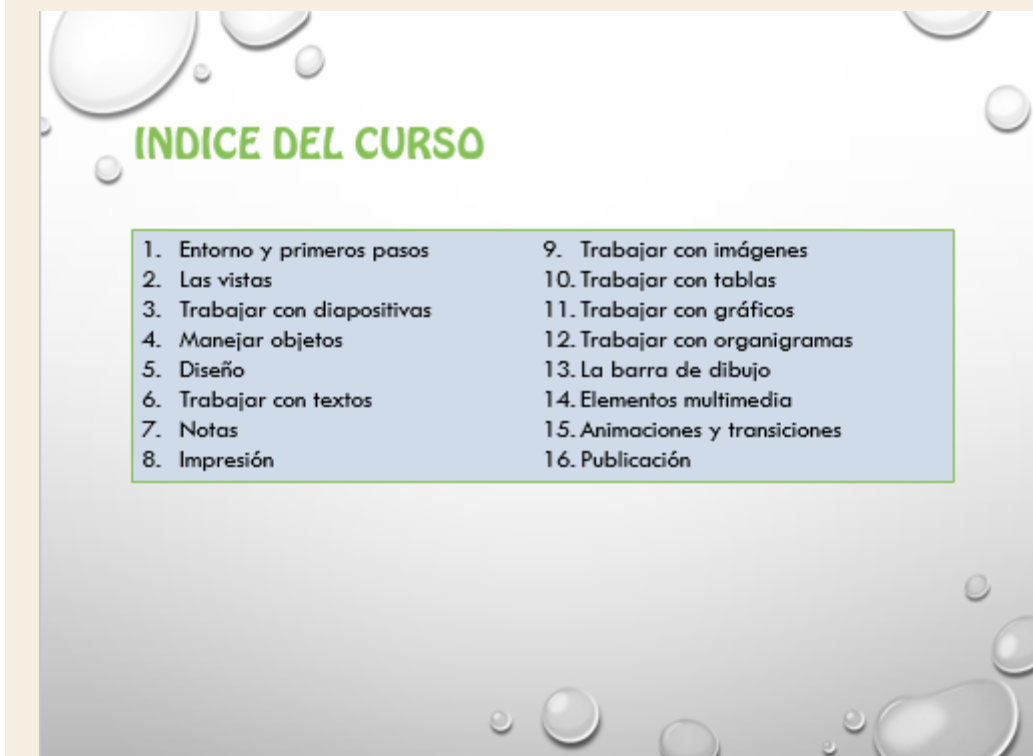 INDICE DEL CURSO
1. Entorno y primeros pasos
2. Las vistas
3. Trabajar con diapositivas
4. Manejar objetos
5. Diseño
6. Trabajar con textos
7. Notas
8. Impresión
9. Trabajar con imágenes
10. Trabajar con tablas
11. Trabajar con gráficos
12. Trabajar con organigramas
13. La barra de dibujo
14. Elementos multimedia
15. Animaciones y transiciones
16. Publicación